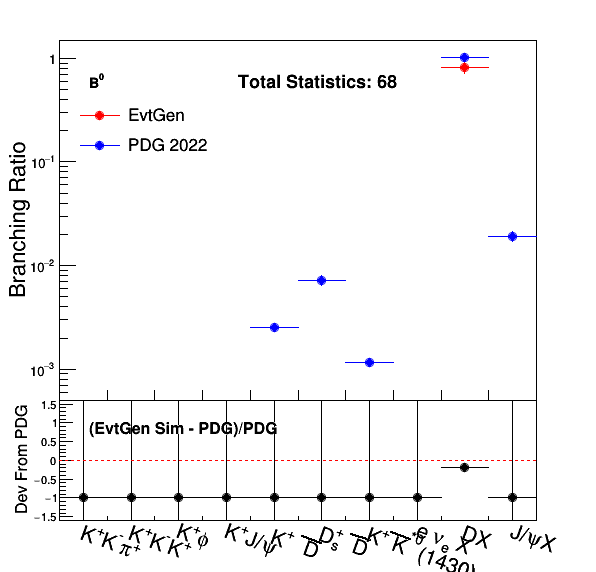 B⁰ Total Statistics: 68
EvtGen
PDG 2022
Branching Ratio
1
10⁻¹
10⁻²
10⁻³
Dev From PDG
(EvtGen Sim - PDG)/PDG
1.5
1
0.5
0
−0.5
−1
−1.5
K⁺K⁻π⁺
K⁺K⁻K⁺
K⁺φ
K⁺J/ψ
DX
J/ψX
(1430)